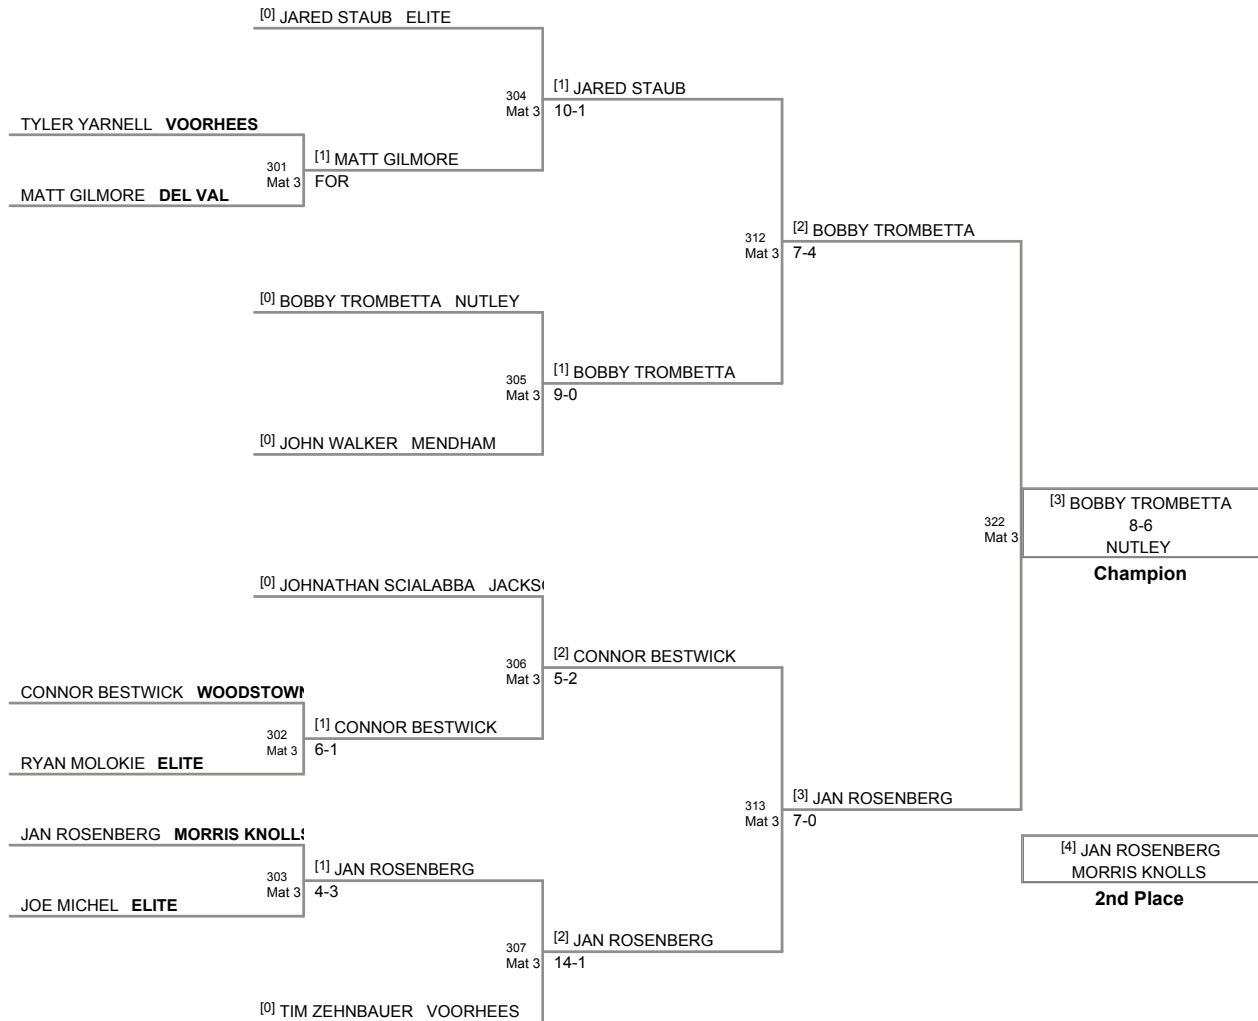 [0] JARED STAUB ELITE
[1] JARED STAUB
304
Mat 3
10-1
TYLER YARNELL VOORHEES
[1] MATT GILMORE
301
Mat 3
FOR
MATT GILMORE DEL VAL
[2] BOBBY TROMBETTA
312
Mat 3
7-4
[0] BOBBY TROMBETTA NUTLEY
[1] BOBBY TROMBETTA
305
Mat 3
9-0
[0] JOHN WALKER MENDHAM
[3] BOBBY TROMBETTA
322
Mat 3
8-6
NUTLEY
Champion
[0] JOHNATHAN SCIALABBA JACKSO
[2] CONNOR BESTWICK
306
Mat 3
5-2
CONNOR BESTWICK WOODSTOWN
[1] CONNOR BESTWICK
302
Mat 3
6-1
RYAN MOLOKIE ELITE
[3] JAN ROSENBERG
313
Mat 3
7-0
JAN ROSENBERG MORRIS KNOLLS
[4] JAN ROSENBERG
MORRIS KNOLLS
2nd Place
[1] JAN ROSENBERG
303
Mat 3
4-3
JOE MICHEL ELITE
[2] JAN ROSENBERG
307
Mat 3
14-1
[0] TIM ZEHNBAUER VOORHEES